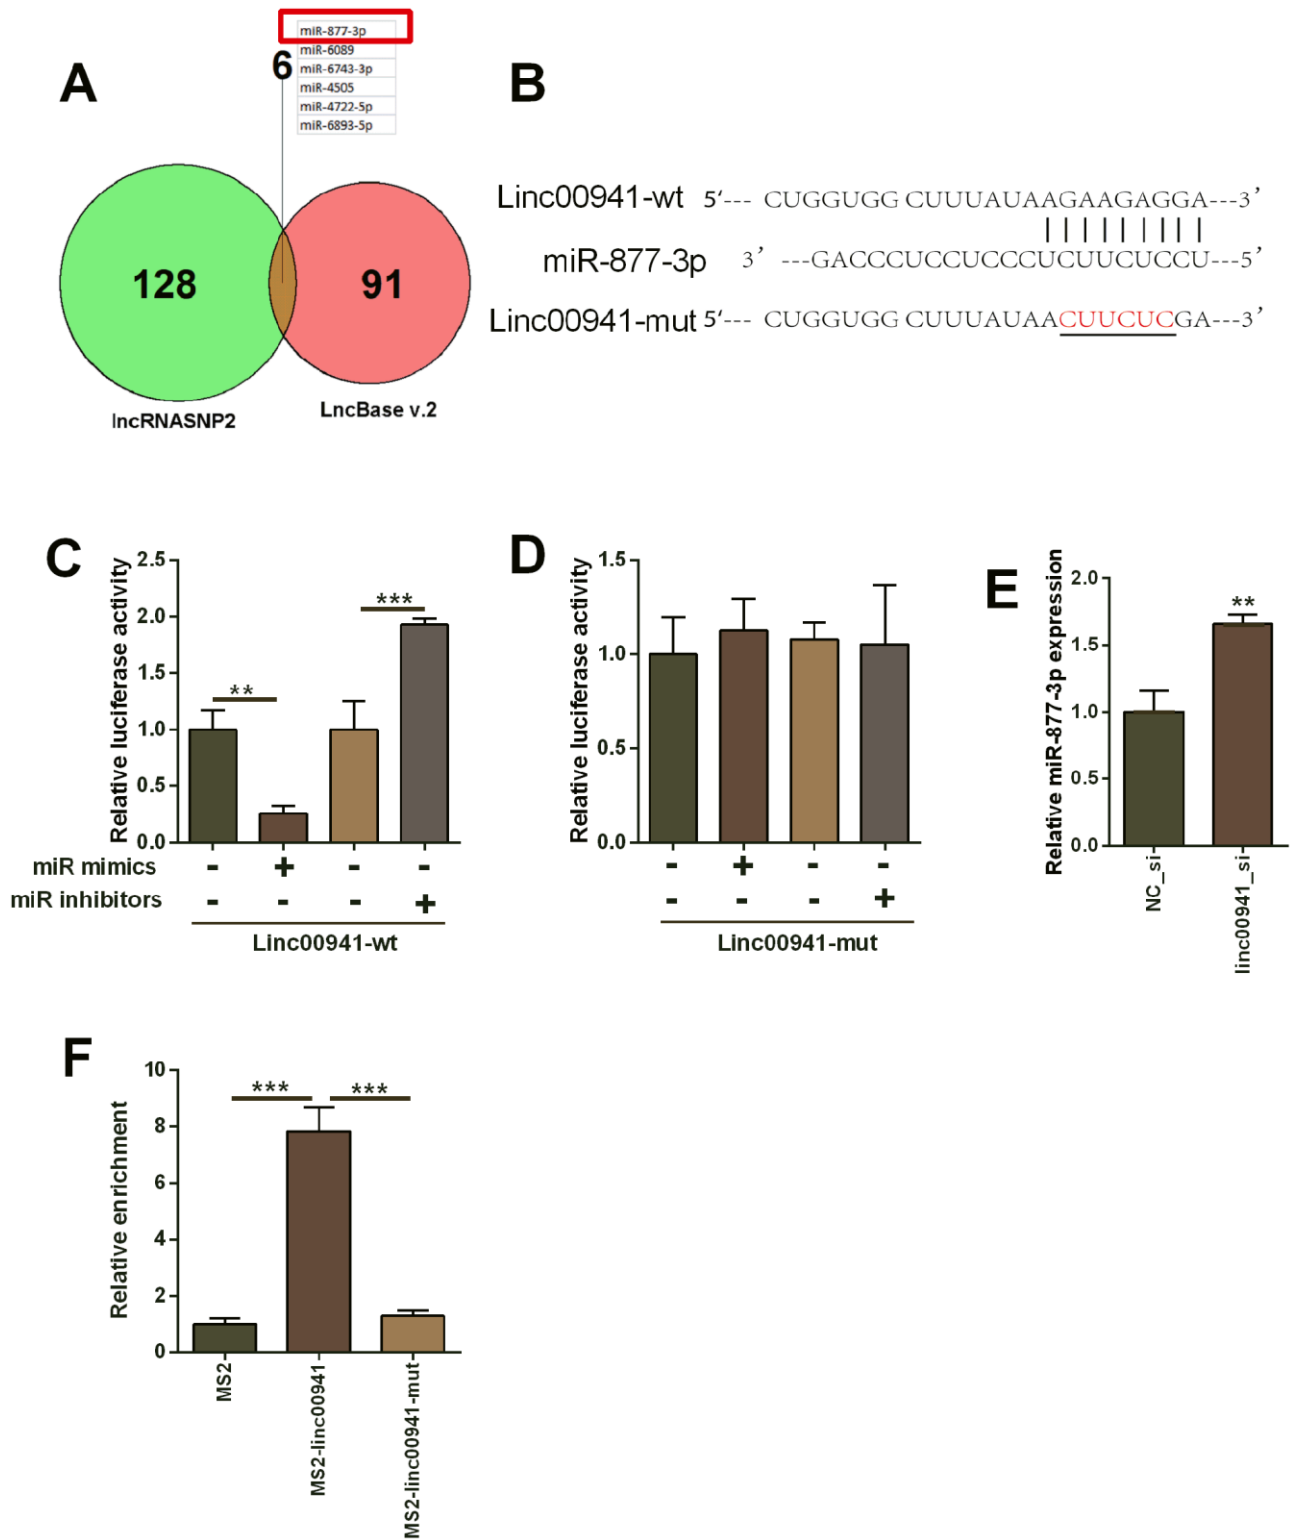 A
6
miR-877-3p
miR-6089
miR-6743-3p
miR-4505
miR-4722-5p
miR-6893-5p
128
91
lncRNASNP2
LncBase v.2
B
Linc00941-wt 5‘--- CUGGUGG CUUUAUAAGAAGAGGA---3’
miR-877-3p 3’ ---GACCCUCCUCCCUCUUCUCCU---5’
Linc00941-mut 5‘--- CUGGUGG CUUUAUAACUUCUCGA---3’
C
Relative luciferase activity
2.5
2.0
1.5
1.0
0.5
0.0
**
***
miR mimics - + - -
miR inhibitors - - - +
Linc00941-wt
D
Relative luciferase activity
1.5
1.0
0.5
0.0
- + - -
- - - +
Linc00941-mut
E
Relative miR-877-3p expression
2.0
1.5
1.0
0.5
0.0
**
NC_si
linc00941_si
F
Relative enrichment
10
8
6
4
2
0
***
***
MS2
MS2-linc00941
MS2-linc00941-mut